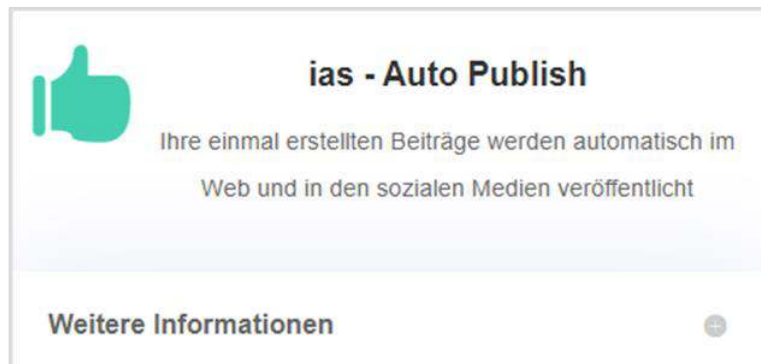 ias - Auto Publish
Ihre einmal erstellten Beiträge werden automatisch im
Web und in den sozialen Medien veröffentlicht
Weitere Informationen